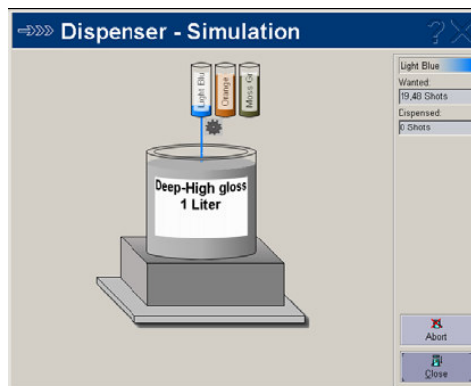 Dispenser - Simulation
Light Blu
Orange
Moss Gr
Deep-High gloss
1 Liter
Light Blue
Wanted:
19,48 Shots
Dispensed:
0 Shots
Abort
Close